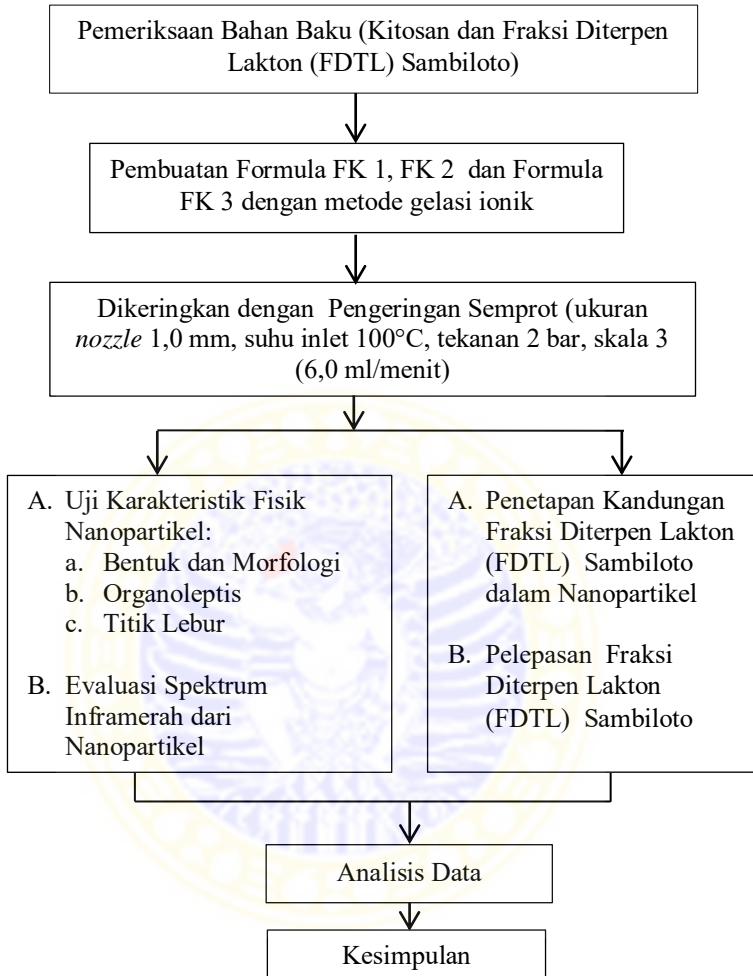 Pemeriksaan Bahan Baku (Kitosan dan Fraksi Diterpen
Lakton (FDTL) Sambiloto)
Pembuatan Formula FK 1, FK 2 dan Formula
FK 3 dengan metode gelasi ionik
Dikeringkan dengan Pengeringan Semprot (ukuran
nozzle 1,0 mm, suhu inlet 100°C, tekanan 2 bar, skala 3
(6,0 ml/menit)
A. Uji Karakteristik Fisik
Nanopartikel:
a. Bentuk dan Morfologi
b. Organoleptis
c. Titik Lebur
B. Evaluasi Spektrum
Inframerah dari
Nanopartikel
A. Penetapan Kandungan
Fraksi Diterpen Lakton
(FDTL) Sambiloto
dalam Nanopartikel
B. Pelepasan Fraksi
Diterpen Lakton
(FDTL) Sambiloto
Analisis Data
Kesimpulan